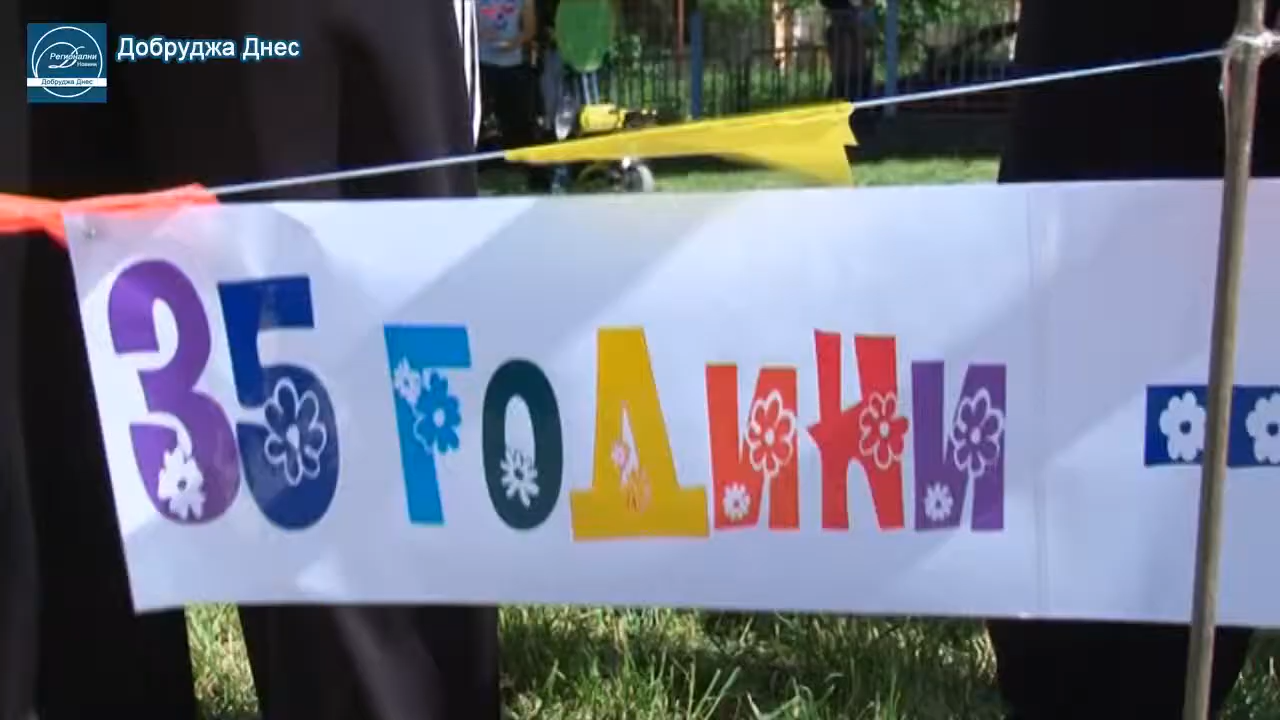 Добруджа Днес
Регионални
Новини
Добруджа Днес
35 ГОДИНИ -